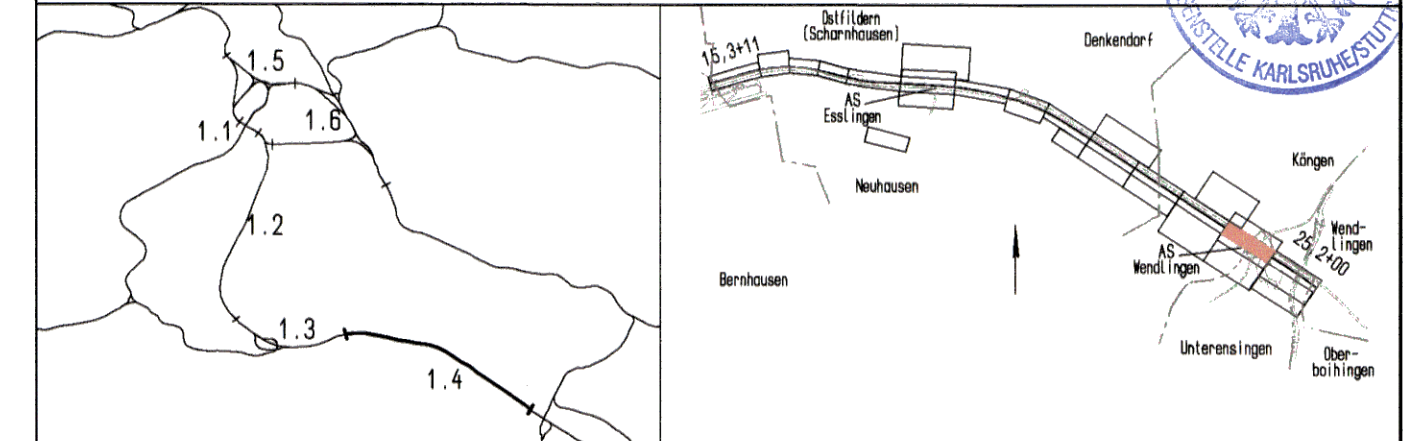 1.5
1.1
1.6
1.2
1.3
1.4
Ostfildern
(Scharnhausen)
Denkendorf
15,3+11
AS
Esslingen
Neuhausen
Köngen
Wend-
lingen
25,2+00
AS
Wendlingen
Bernhausen
Unterensingen
Ober-
boihingen
ENSTELLE KARLSRUHE/STUTT